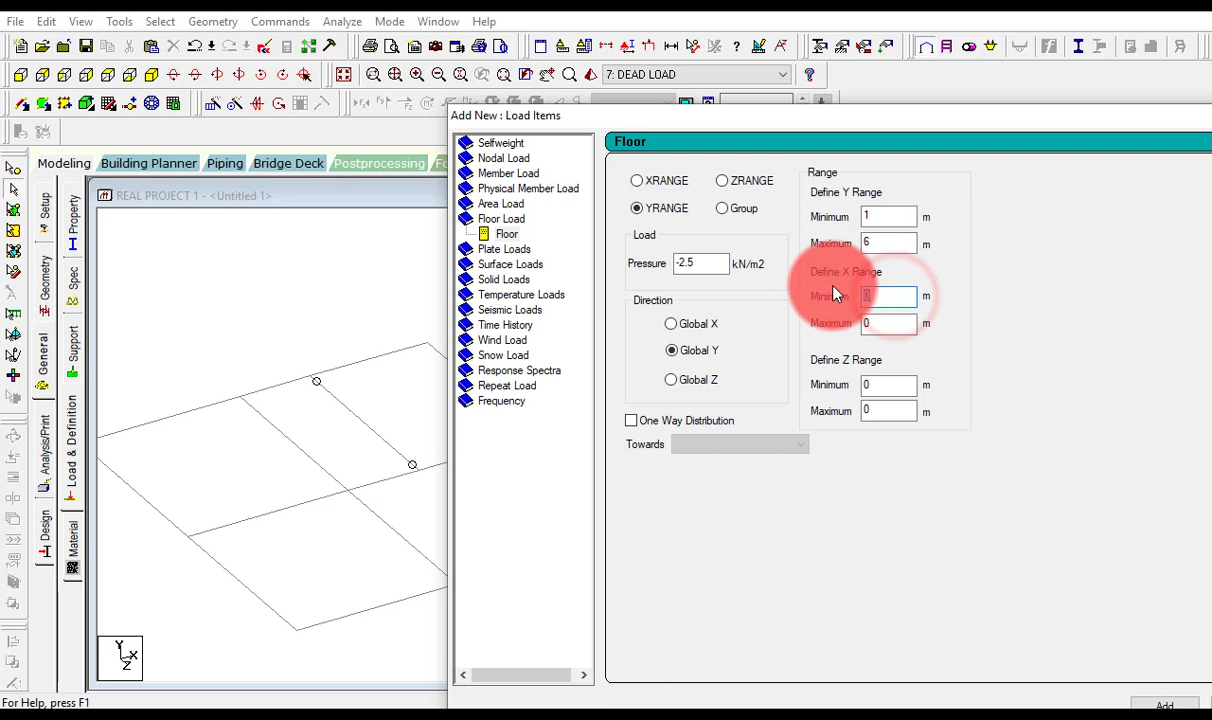 File Edit View Tools Select Geometry Commands Analyze Mode Window Help
7: DEAD LOAD
Add New : Load Items
Modeling Building Planner Piping Bridge Deck Postprocessing Fo
REAL PROJECT 1 - <Untitled 1>
Setup
Geometry
General
Analysis/Print
Design
Property
Spec
Support
Load & Definition
Material
Selfweight
Nodal Load
Member Load
Physical Member Load
Area Load
Floor Load
Floor
Plate Loads
Surface Loads
Solid Loads
Temperature Loads
Seismic Loads
Time History
Wind Load
Snow Load
Response Spectra
Repeat Load
Frequency
Floor
XRANGE ZRANGE
YRANGE Group
Load
Pressure -2.5 kN/m2
Direction
Global X
Global Y
Global Z
One Way Distribution
Towards
Range
Define Y Range
Minimum 1 m
Maximum 6 m
Define X Range
Minimum m
Maximum 0 m
Define Z Range
Minimum 0 m
Maximum 0 m
Add
Y
X
Z
For Help, press F1